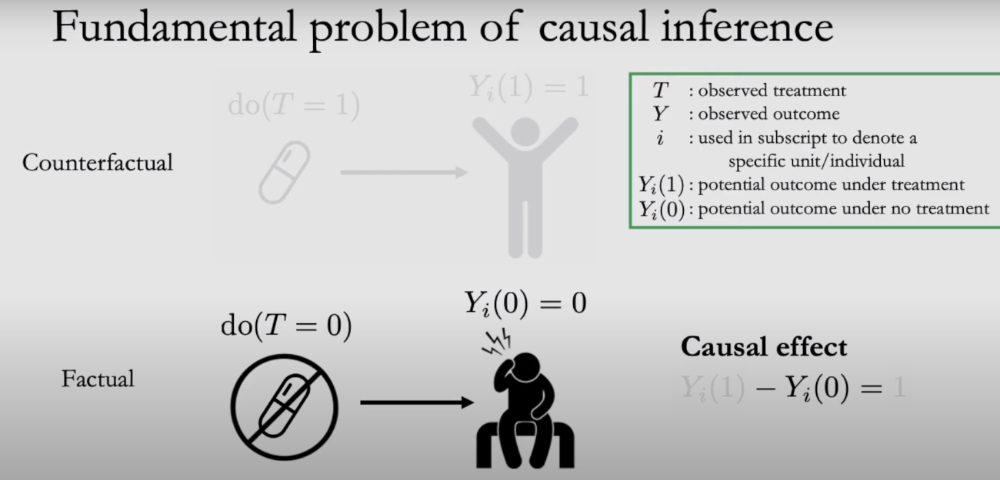 Fundamental problem of causal inference
do(T = 1)
Y_i(1) = 1
Counterfactual
T : observed treatment
Y : observed outcome
i : used in subscript to denote a
specific unit/individual
Y_i(1) : potential outcome under treatment
Y_i(0) : potential outcome under no treatment
do(T = 0)
Y_i(0) = 0
Factual
Causal effect
Y_i(1) − Y_i(0) = 1